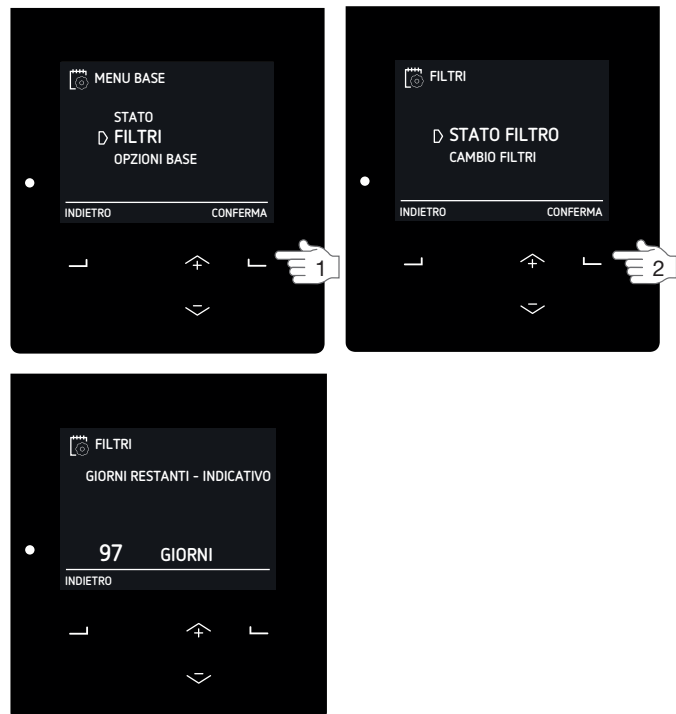 MENU BASE
STATO
FILTRI
OPZIONI BASE
INDIETRO CONFERMA
1
FILTRI
STATO FILTRO
CAMBIO FILTRI
INDIETRO CONFERMA
2
FILTRI
GIORNI RESTANTI - INDICATIVO
97 GIORNI
INDIETRO